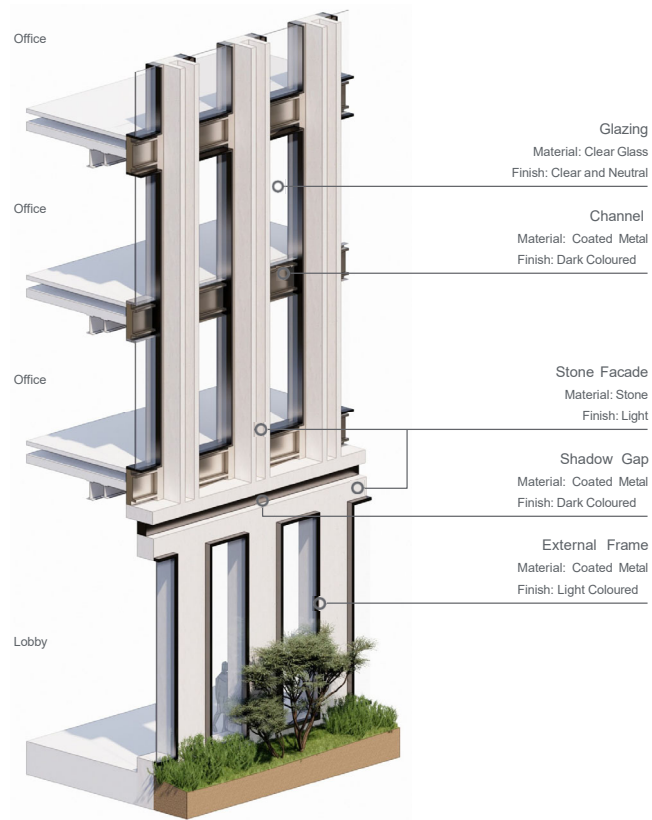 Office
Glazing
Material: Clear Glass
Finish: Clear and Neutral
Office
Channel
Material: Coated Metal
Finish: Dark Coloured
Office
Stone Facade
Material: Stone
Finish: Light
Shadow Gap
Material: Coated Metal
Finish: Dark Coloured
External Frame
Material: Coated Metal
Finish: Light Coloured
Lobby